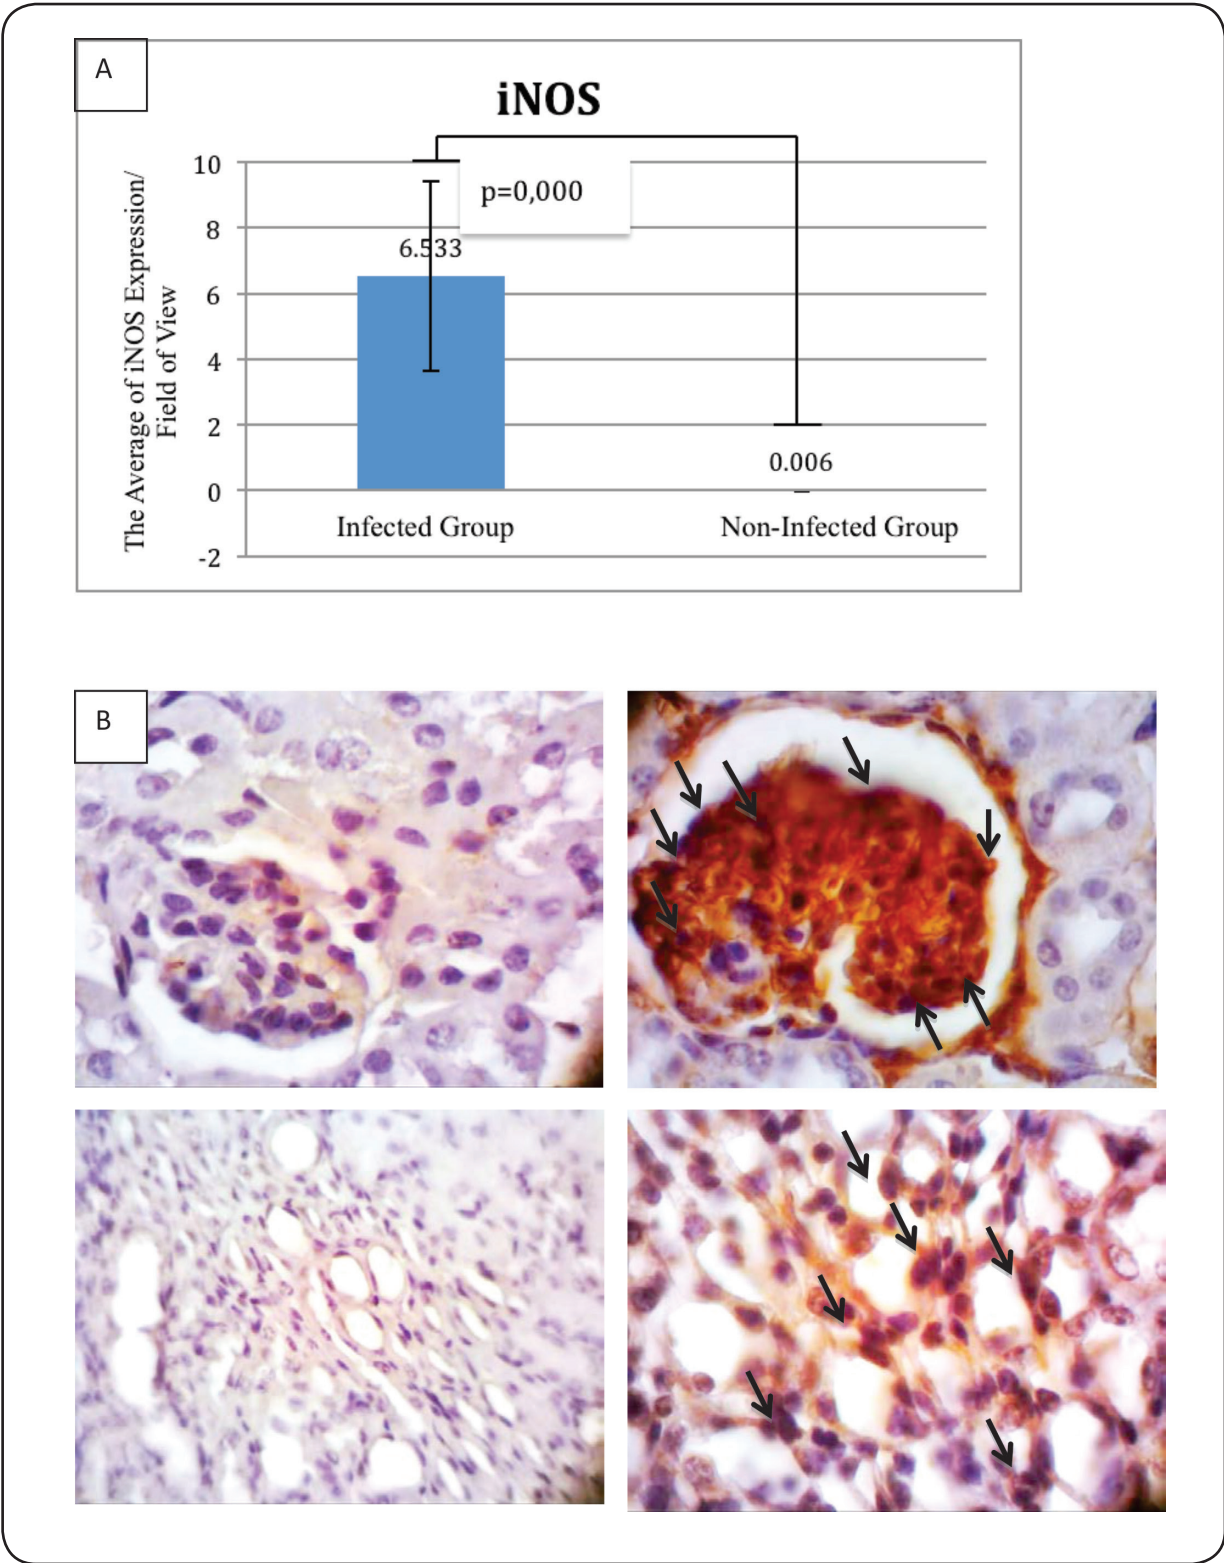 A
iNOS
The Average of iNOS Expression/
Field of View
10
8
6
4
2
0
-2
p=0,000
6.533
0.006
Infected Group
Non-Infected Group
B